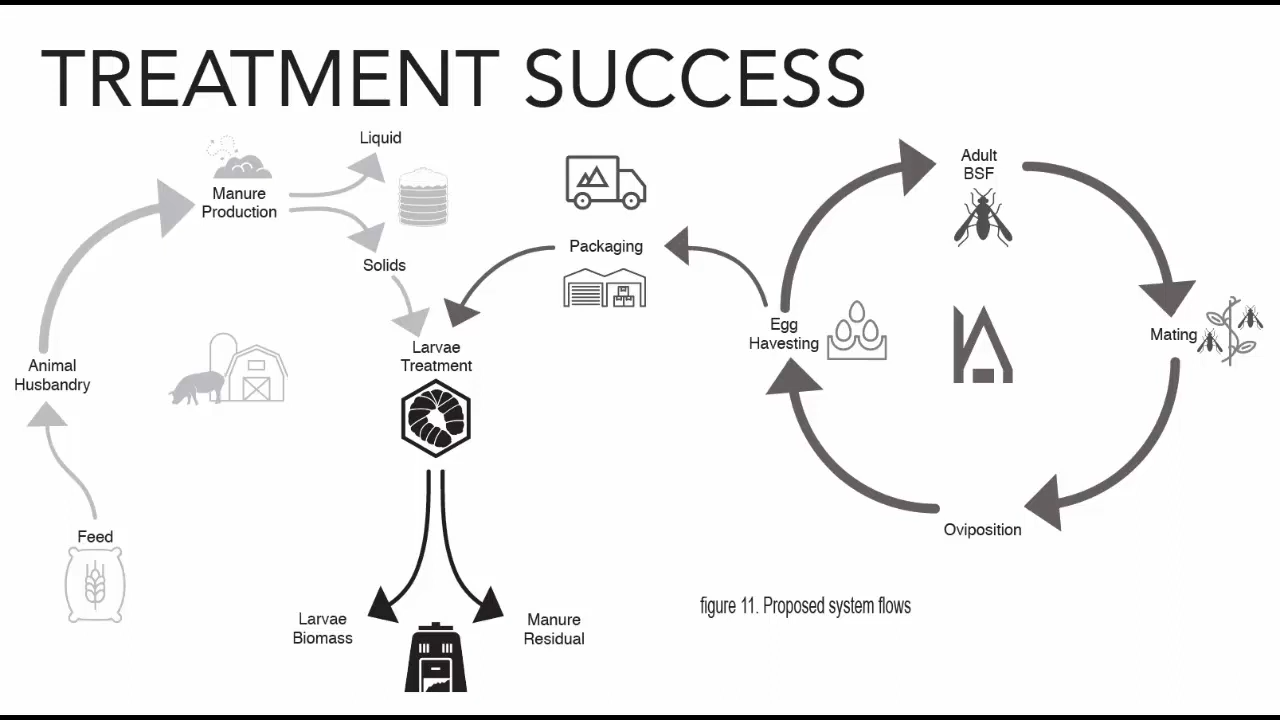 TREATMENT SUCCESS
Liquid
Manure
Production
Solids
Packaging
Adult
BSF
Egg
Havesting
Mating
Larvae
Treatment
Animal
Husbandry
Oviposition
Feed
figure 11. Proposed system flows
Larvae
Biomass
Manure
Residual